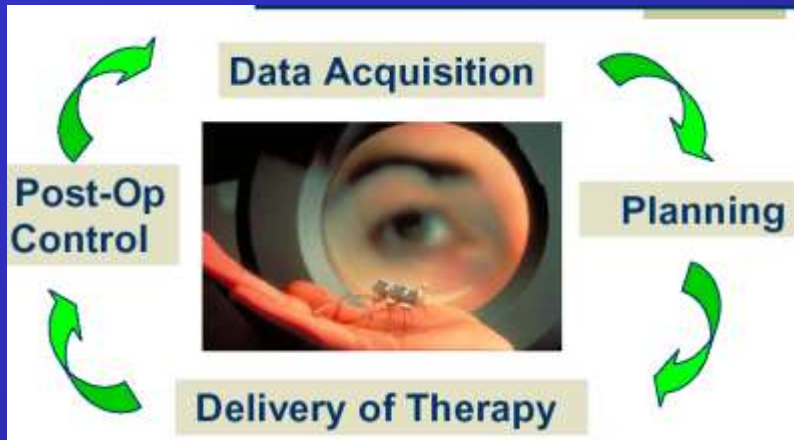 Data Acquisition
Post-Op
Control
Planning
Delivery of Therapy